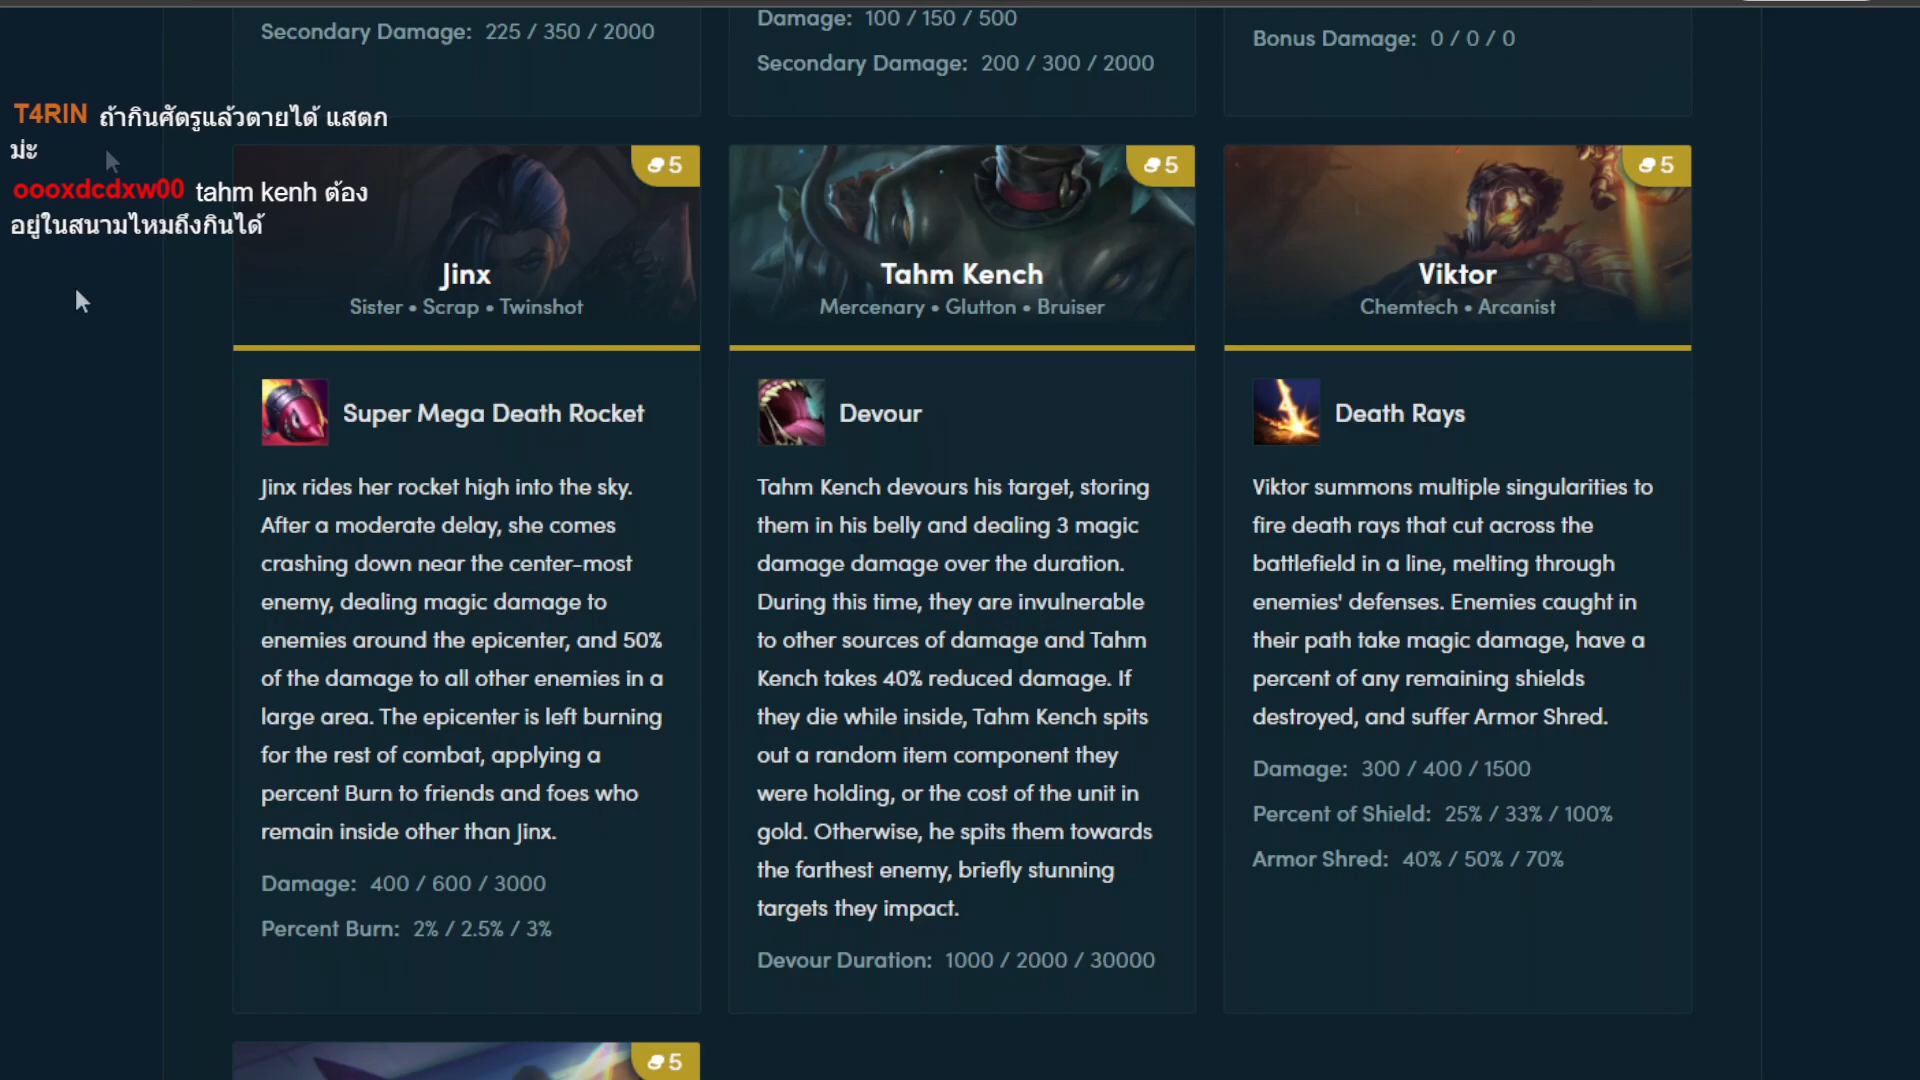 Secondary Damage: 225 / 350 / 2000
Damage: 100 / 150 / 500
Secondary Damage: 200 / 300 / 2000
Bonus Damage: 0 / 0 / 0
T4RIN ถ้ากินศัตรูแล้วตายได้ แสตก
ม่ะ
oooxdcdxw00 tahm kenh ต้อง
อยู่ในสนามไหมถึงกินได้
5
Jinx
Sister • Scrap • Twinshot
Super Mega Death Rocket
Jinx rides her rocket high into the sky.
After a moderate delay, she comes
crashing down near the center-most
enemy, dealing magic damage to
enemies around the epicenter, and 50%
of the damage to all other enemies in a
large area. The epicenter is left burning
for the rest of combat, applying a
percent Burn to friends and foes who
remain inside other than Jinx.
Damage: 400 / 600 / 3000
Percent Burn: 2% / 2.5% / 3%
5
Tahm Kench
Mercenary • Glutton • Bruiser
Devour
Tahm Kench devours his target, storing
them in his belly and dealing 3 magic
damage damage over the duration.
During this time, they are invulnerable
to other sources of damage and Tahm
Kench takes 40% reduced damage. If
they die while inside, Tahm Kench spits
out a random item component they
were holding, or the cost of the unit in
gold. Otherwise, he spits them towards
the farthest enemy, briefly stunning
targets they impact.
Devour Duration: 1000 / 2000 / 30000
5
Viktor
Chemtech • Arcanist
Death Rays
Viktor summons multiple singularities to
fire death rays that cut across the
battlefield in a line, melting through
enemies' defenses. Enemies caught in
their path take magic damage, have a
percent of any remaining shields
destroyed, and suffer Armor Shred.
Damage: 300 / 400 / 1500
Percent of Shield: 25% / 33% / 100%
Armor Shred: 40% / 50% / 70%
5